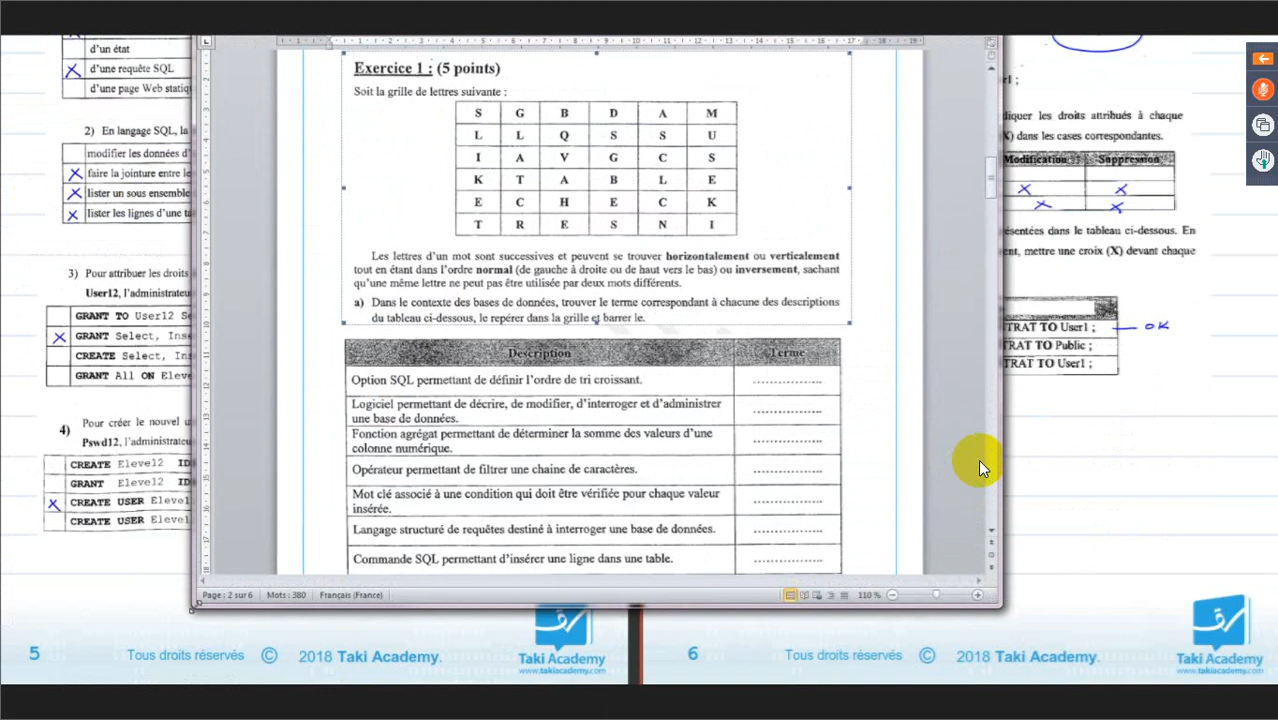 d'un état
d'une requête SQL
d'une page Web statiq
2) En langage SQL, la
modifier les données d'
faire la jointure entre le
lister un sous ensemble
lister les lignes d'une ta
3) Pour attribuer les droits
User12, l'administrateu
GRANT TO User12 Se
GRANT Select, Ins
CREATE Select, In
GRANT All ON Eleve
4) Pour créer le nouvel u
Pswd12, l'administrateu
CREATE Eleve12 ID
GRANT Eleve12 ID
CREATE USER Eleve1
CREATE USER Eleve1
Exercice 1 : (5 points)
Soit la grille de lettres suivante :
S G B D A M
L L Q S S U
I A V G C S
K T A B L E
E C H E C K
T R E S N I
Les lettres d'un mot sont successives et peuvent se trouver horizontalement ou verticalement
tout en étant dans l'ordre normal (de gauche à droite ou de haut vers le bas) ou inversement, sachant
qu'une même lettre ne peut pas être utilisée par deux mots différents.
a) Dans le contexte des bases de données, trouver le terme correspondant à chacune des descriptions
du tableau ci-dessous, le repérer dans la grille et barrer le.
Description Terme
Option SQL permettant de définir l'ordre de tri croissant. ....................
Logiciel permettant de décrire, de modifier, d'interroger et d'administrer
une base de données. ....................
Fonction agrégat permettant de déterminer la somme des valeurs d'une
colonne numérique. ....................
Opérateur permettant de filtrer une chaine de caractères. ....................
Mot clé associé à une condition qui doit être vérifiée pour chaque valeur
insérée. ....................
Langage structuré de requêtes destiné à interroger une base de données. ....................
Commande SQL permettant d'insérer une ligne dans une table. ....................
Page : 2 sur 6 Mots : 380 Français (France) 110 %
r1 ;
liquer les droits attribués à chaque
X) dans les cases correspondantes.
Modification Suppression
X X
X X
résentées dans le tableau ci-dessous. En
ent, mettre une croix (X) devant chaque
TRAT TO User1 ; OK
TRAT TO Public ;
TRAT TO User1 ;
5 Tous droits réservés © 2018 Taki Academy.
Taki Academy
www.takiacademy.com
6 Tous droits réservés © 2018 Taki Academy.
Taki Academy
www.takiacademy.com